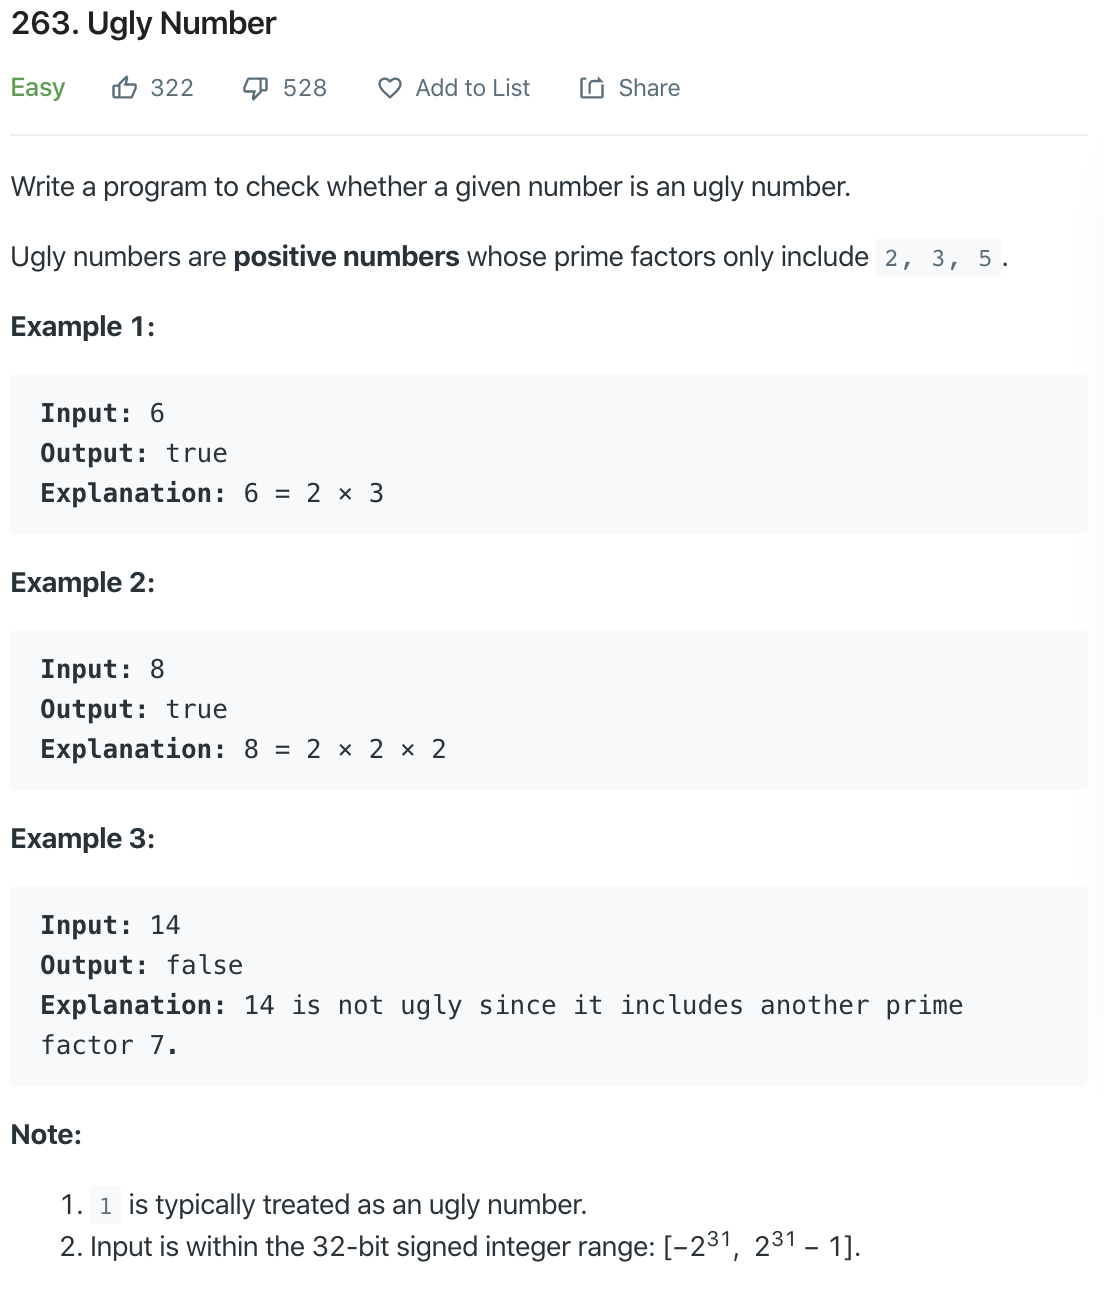 263. Ugly Number
Easy 322 528 Add to List Share
Write a program to check whether a given number is an ugly number.
Ugly numbers are positive numbers whose prime factors only include 2, 3, 5.
Example 1:
Input: 6
Output: true
Explanation: 6 = 2 × 3
Example 2:
Input: 8
Output: true
Explanation: 8 = 2 × 2 × 2
Example 3:
Input: 14
Output: false
Explanation: 14 is not ugly since it includes another prime
factor 7.
Note:
1. 1 is typically treated as an ugly number.
2. Input is within the 32-bit signed integer range: [−2³¹, 2³¹ − 1].